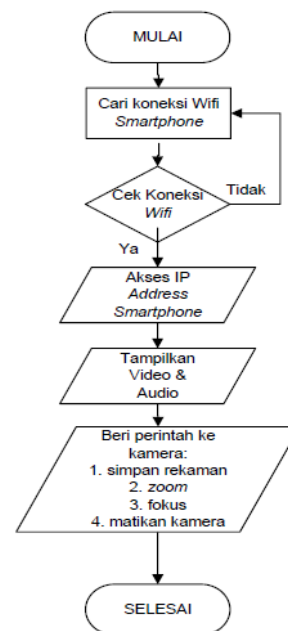 MULAI
Cari koneksi Wifi
Smartphone
Cek Koneksi
Wifi
Tidak
Ya
Akses IP
Address
Smartphone
Tampilkan
Video &
Audio
Beri perintah ke
kamera:
1. simpan rekaman
2. zoom
3. fokus
4. matikan kamera
SELESAI